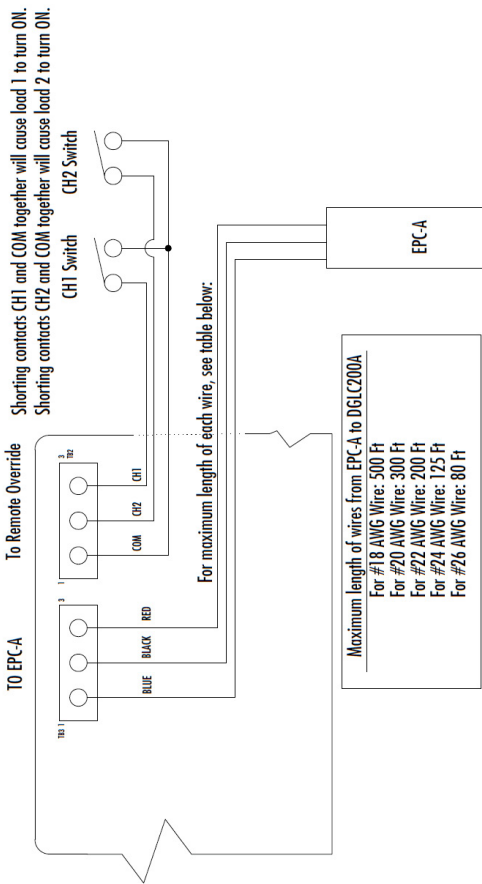 Shorting contacts CH1 and COM together will cause load 1 to turn ON.
Shorting contacts CH2 and COM together will cause load 2 to turn ON.
TO EPC-A
To Remote Override
CH1 Switch
CH2 Switch
TB3 1
3
1
3
TB2
BLUE
BLACK
RED
COM
CH2
CH1
For maximum length of each wire, see table below:
EPC-A
Maximum length of wires from EPC-A to DGLC200A
For #18 AWG Wire: 500 Ft
For #20 AWG Wire: 300 Ft
For #22 AWG Wire: 200 Ft
For #24 AWG Wire: 125 Ft
For #26 AWG Wire: 80 Ft